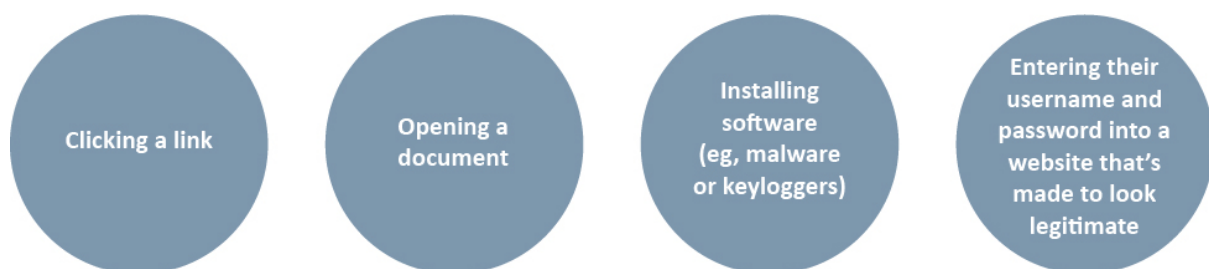 Clicking a link
Opening a
document
Installing
software
(eg, malware
or keyloggers)
Entering their
username and
password into a
website that's
made to look
legitimate